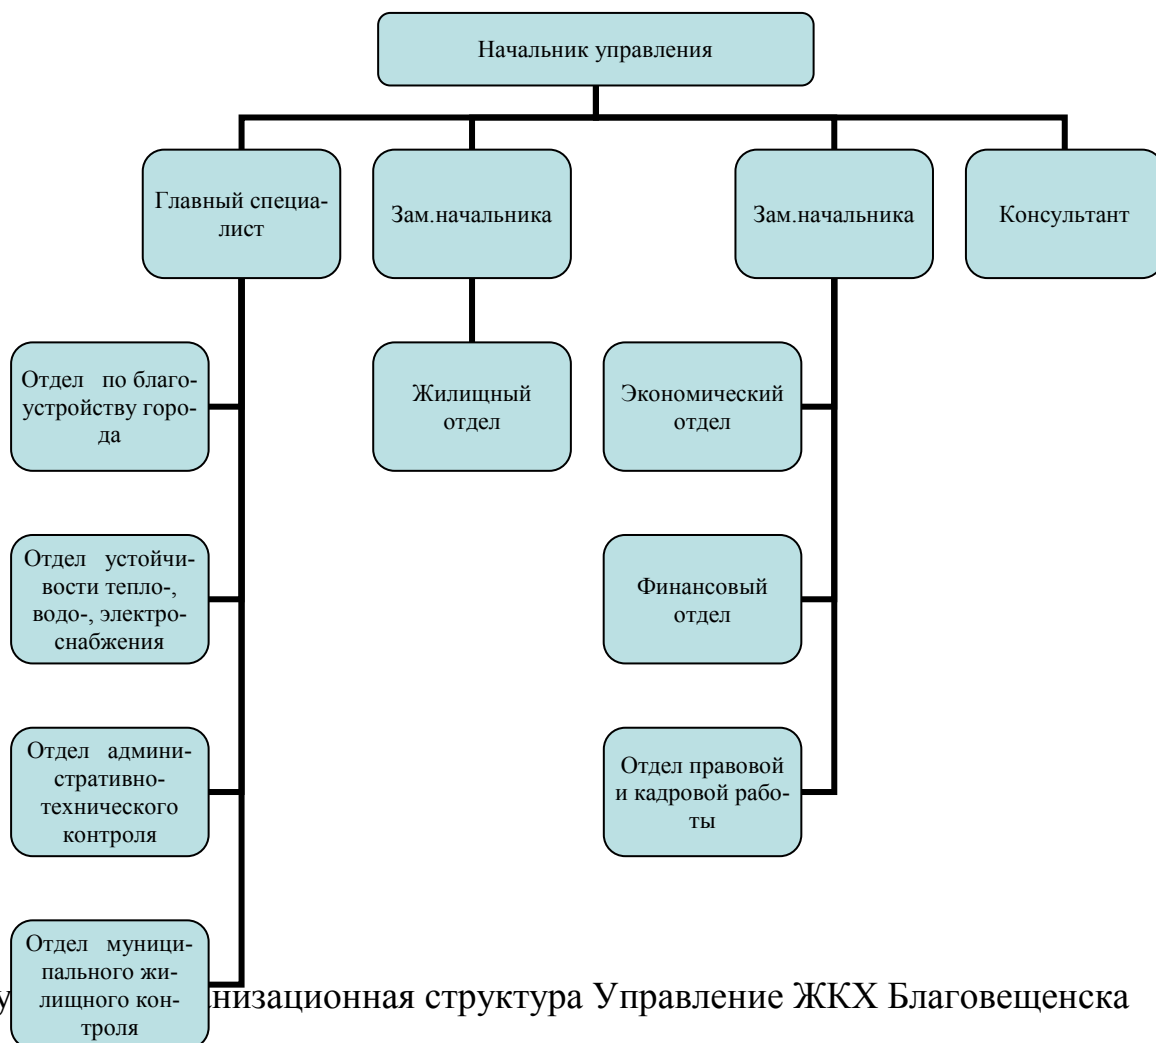 Начальник управления
Главный специа-
лист
Зам.начальника
Зам.начальника
Консультант
Отдел по благо-
устройству горо-
да
Жилищный
отдел
Экономический
отдел
Отдел устойчи-
вости тепло-,
водо-, электро-
снабжения
Финансовый
отдел
Отдел админи-
стративно-
технического
контроля
Отдел правовой
и кадровой рабо-
ты
Отдел муници-
пального жи-
лищного кон-
троля
структура Управление ЖКХ Благовещенска